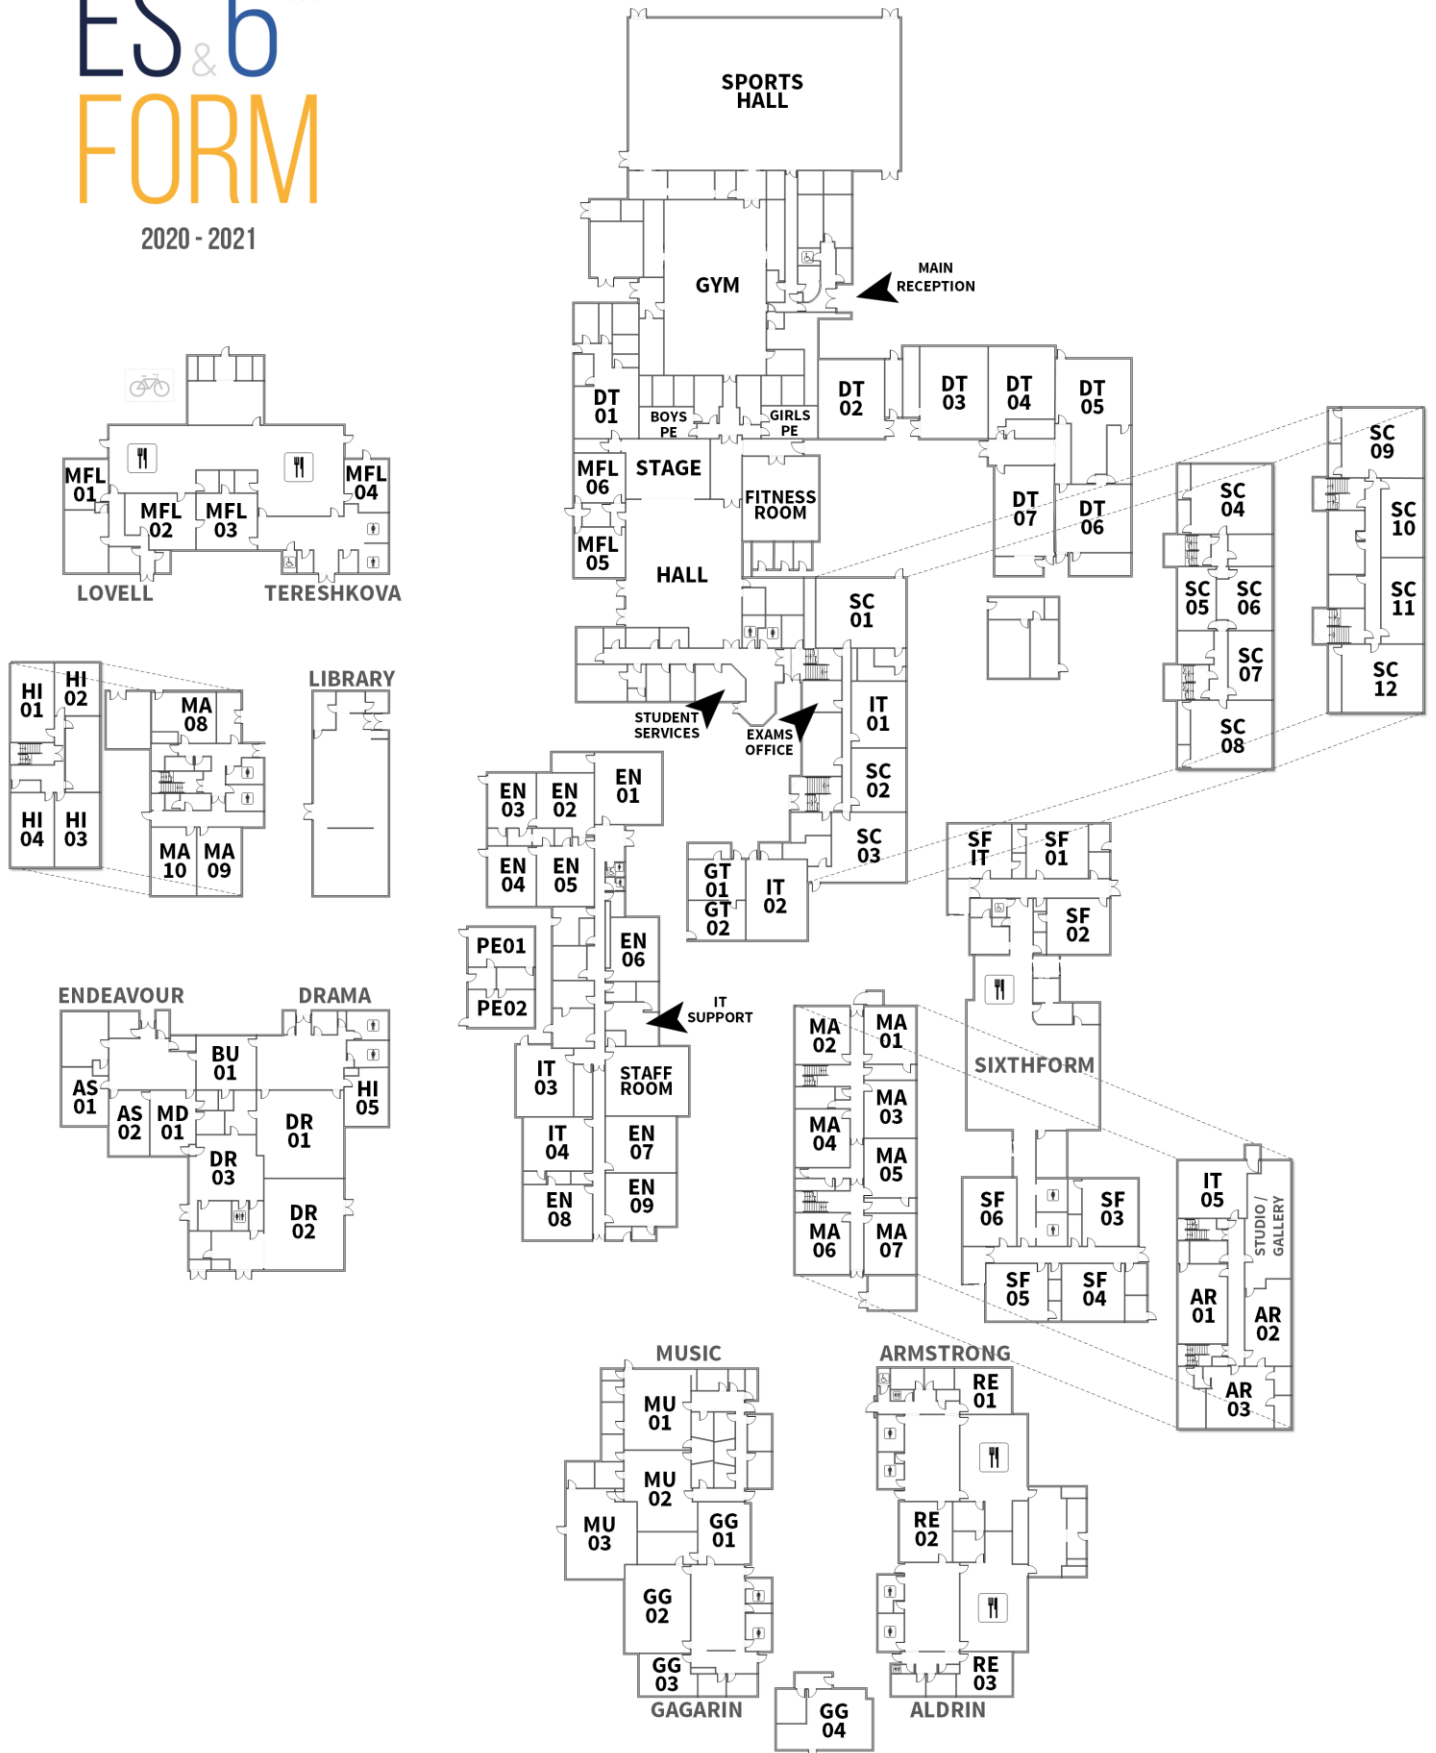 ES & 6
FORM
2020 - 2021
SPORTS
HALL
GYM
MAIN
RECEPTION
DT
01
BOYS
PE
GIRLS
PE
DT
02
DT
03
DT
04
DT
05
MFL
06
STAGE
FITNESS
ROOM
DT
07
DT
06
MFL
05
HALL
SC
01
MFL
01
MFL
02
MFL
03
MFL
04
LOVELL
TERESHKOVA
SC
04
SC
05
SC
06
SC
07
SC
08
SC
09
SC
10
SC
11
SC
12
HI
01
HI
02
HI
04
HI
03
MA
08
MA
10
MA
09
LIBRARY
STUDENT
SERVICES
EXAMS
OFFICE
IT
01
SC
02
SC
03
GT
01
GT
02
IT
02
EN
03
EN
02
EN
01
EN
04
EN
05
EN
06
PE01
PE02
IT
SUPPORT
IT
03
STAFF
ROOM
IT
04
EN
07
EN
08
EN
09
SF
IT
SF
01
SF
02
SIXTHFORM
SF
06
SF
03
SF
05
SF
04
ENDEAVOUR
DRAMA
BU
01
AS
01
AS
02
MD
01
HI
05
DR
01
DR
03
DR
02
MA
02
MA
01
MA
03
MA
04
MA
05
MA
06
MA
07
IT
05
STUDIO /
GALLERY
AR
01
AR
02
AR
03
MUSIC
MU
01
MU
02
MU
03
GG
01
GG
02
GG
03
GAGARIN
ARMSTRONG
RE
01
RE
02
RE
03
ALDRIN
GG
04